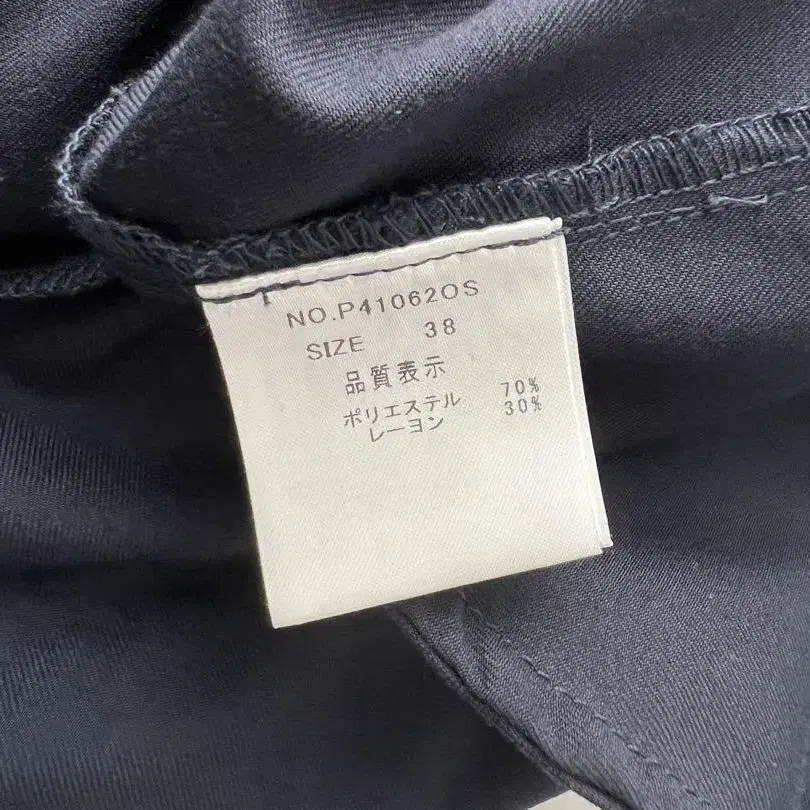 NO.P41062OS
SIZE 38
品質表示
ポリエステル 70%
レーヨン 30%